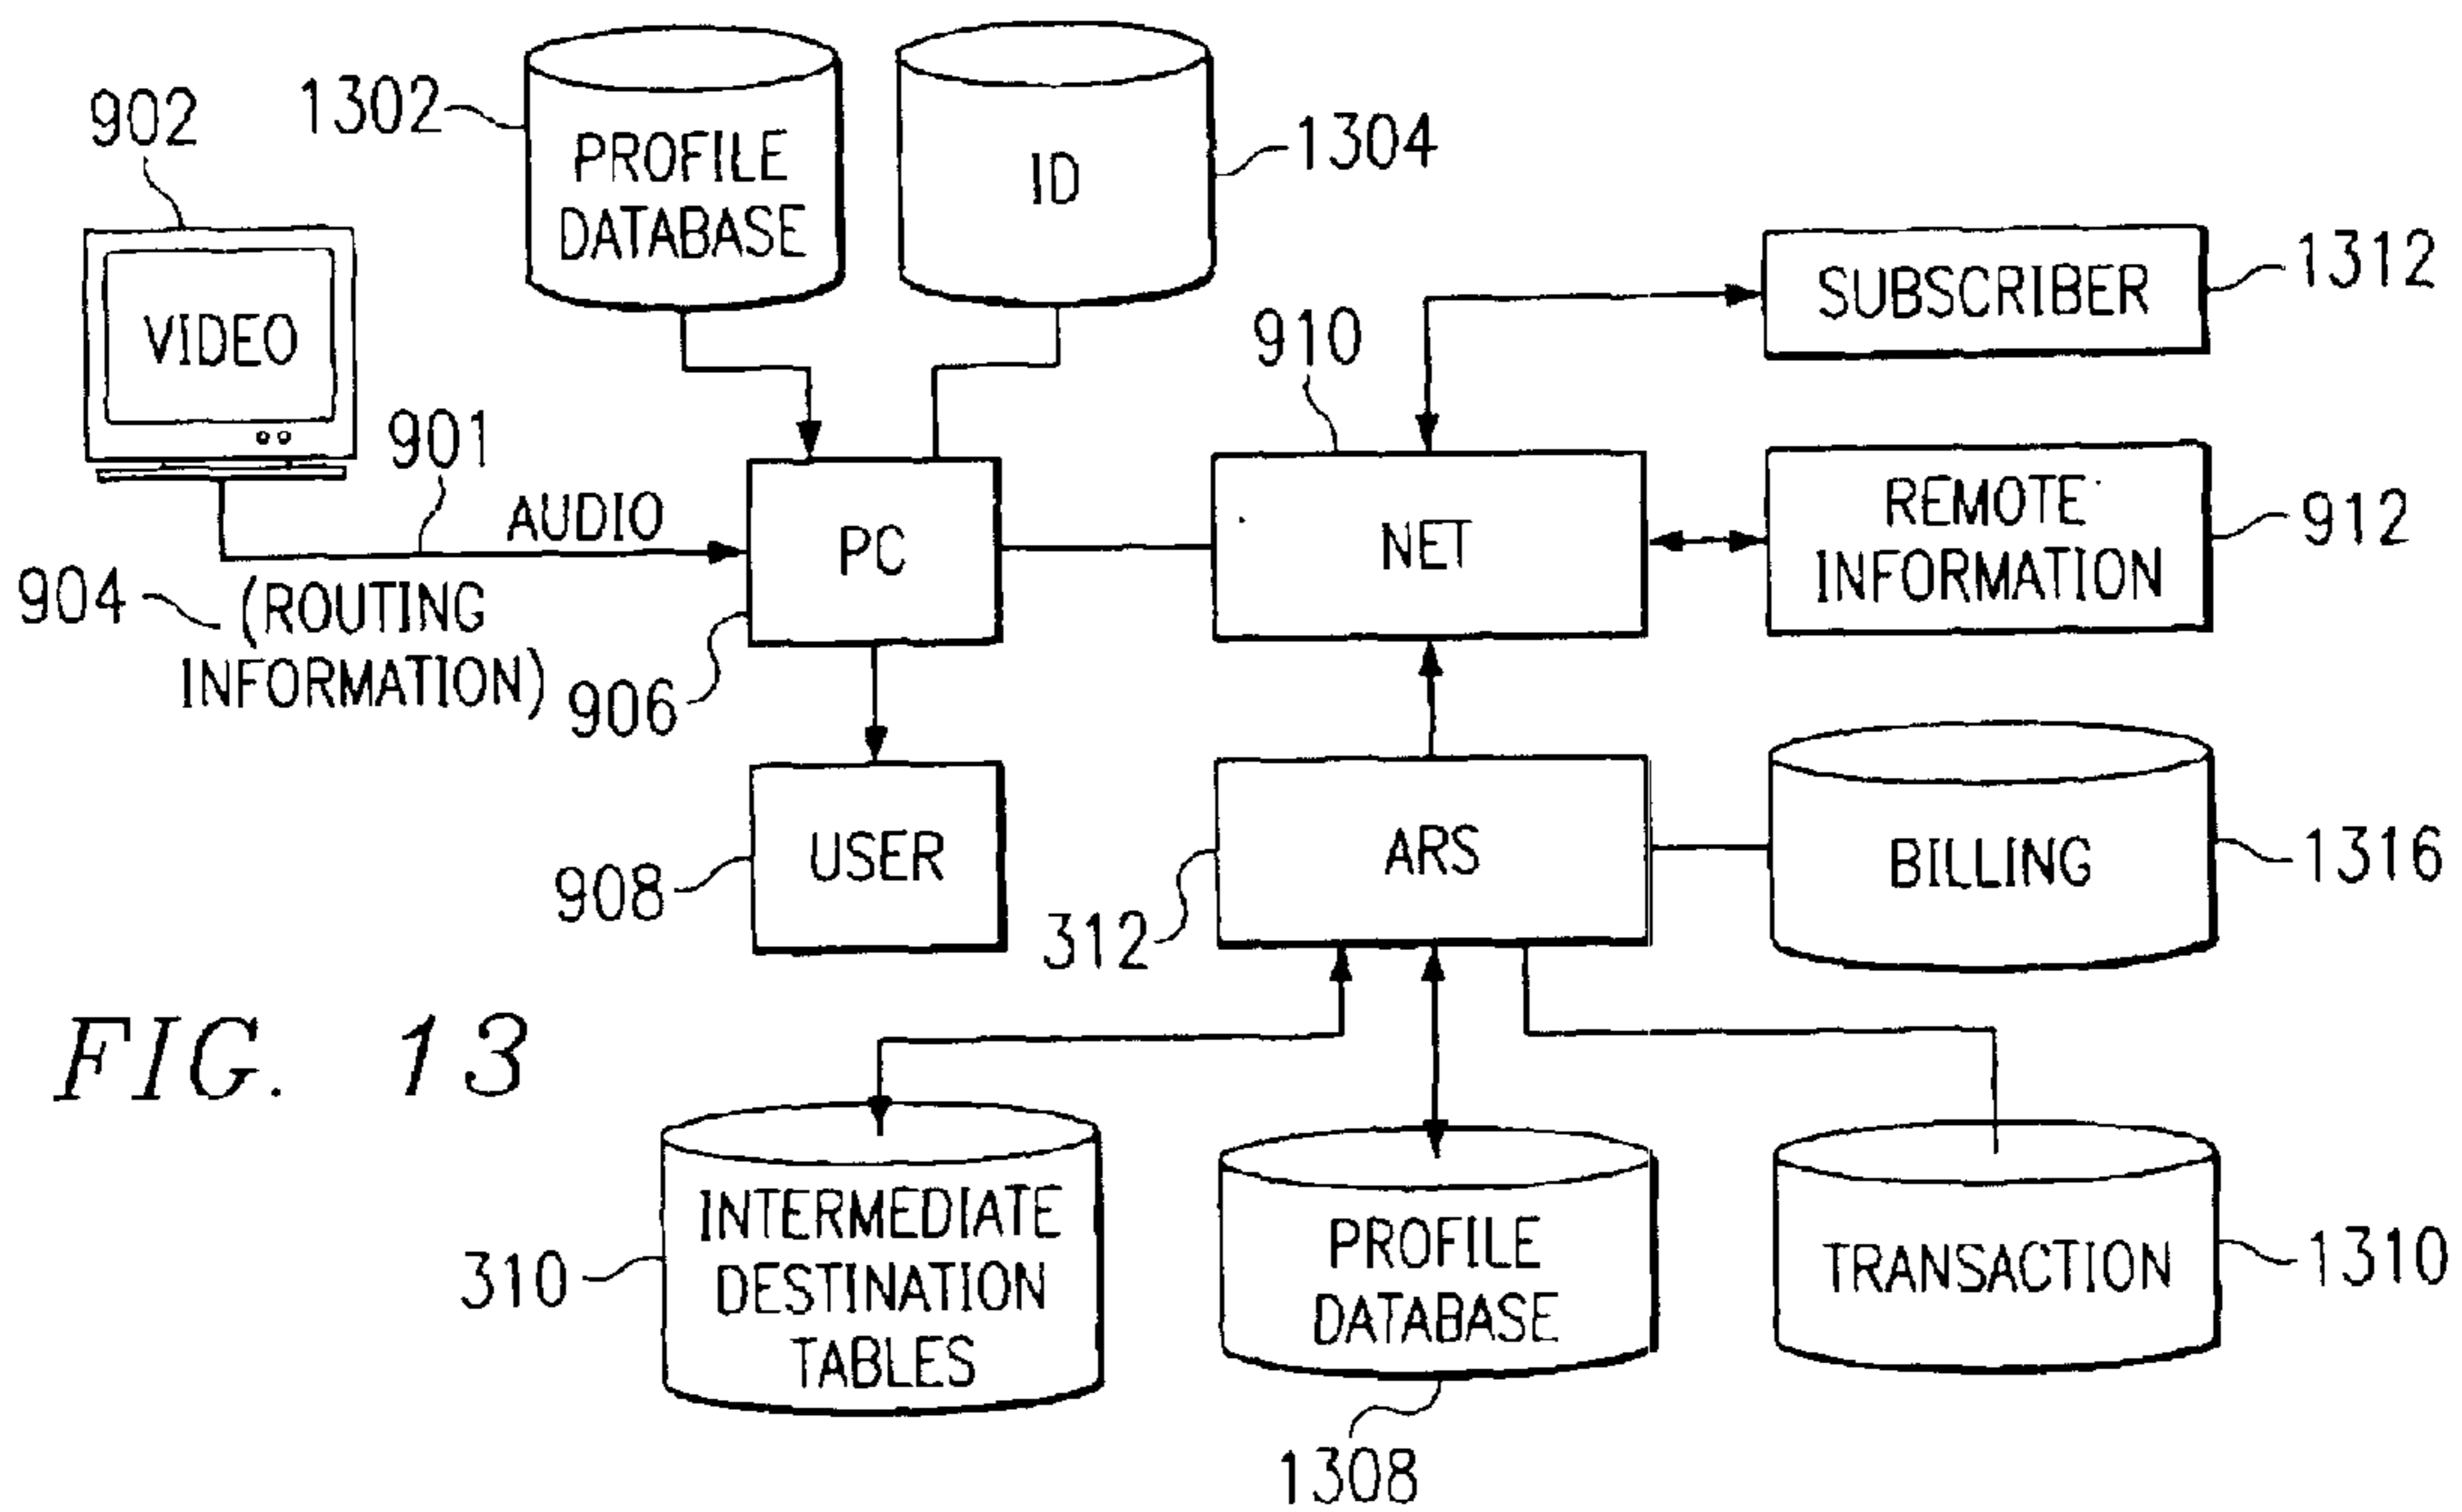 902
1302
PROFILE
DATABASE
ID
1304
VIDEO
901
AUDIO
904
(ROUTING
INFORMATION)
PC
906
USER
908
910
NET
SUBSCRIBER
1312
REMOTE
INFORMATION
912
ARS
312
BILLING
1316
FIG. 13
310
INTERMEDIATE
DESTINATION
TABLES
PROFILE
DATABASE
1308
TRANSACTION
1310